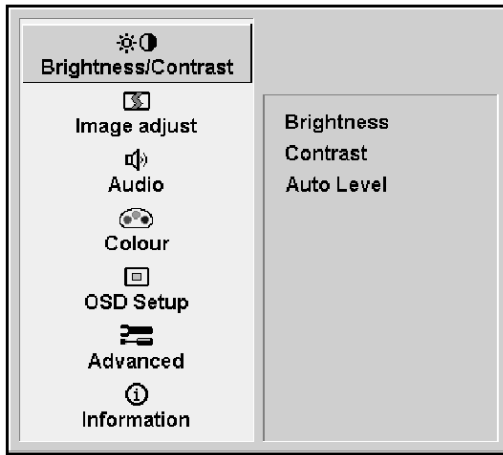 Brightness/Contrast
Image adjust
Audio
Colour
OSD Setup
Advanced
Information
Brightness
Contrast
Auto Level